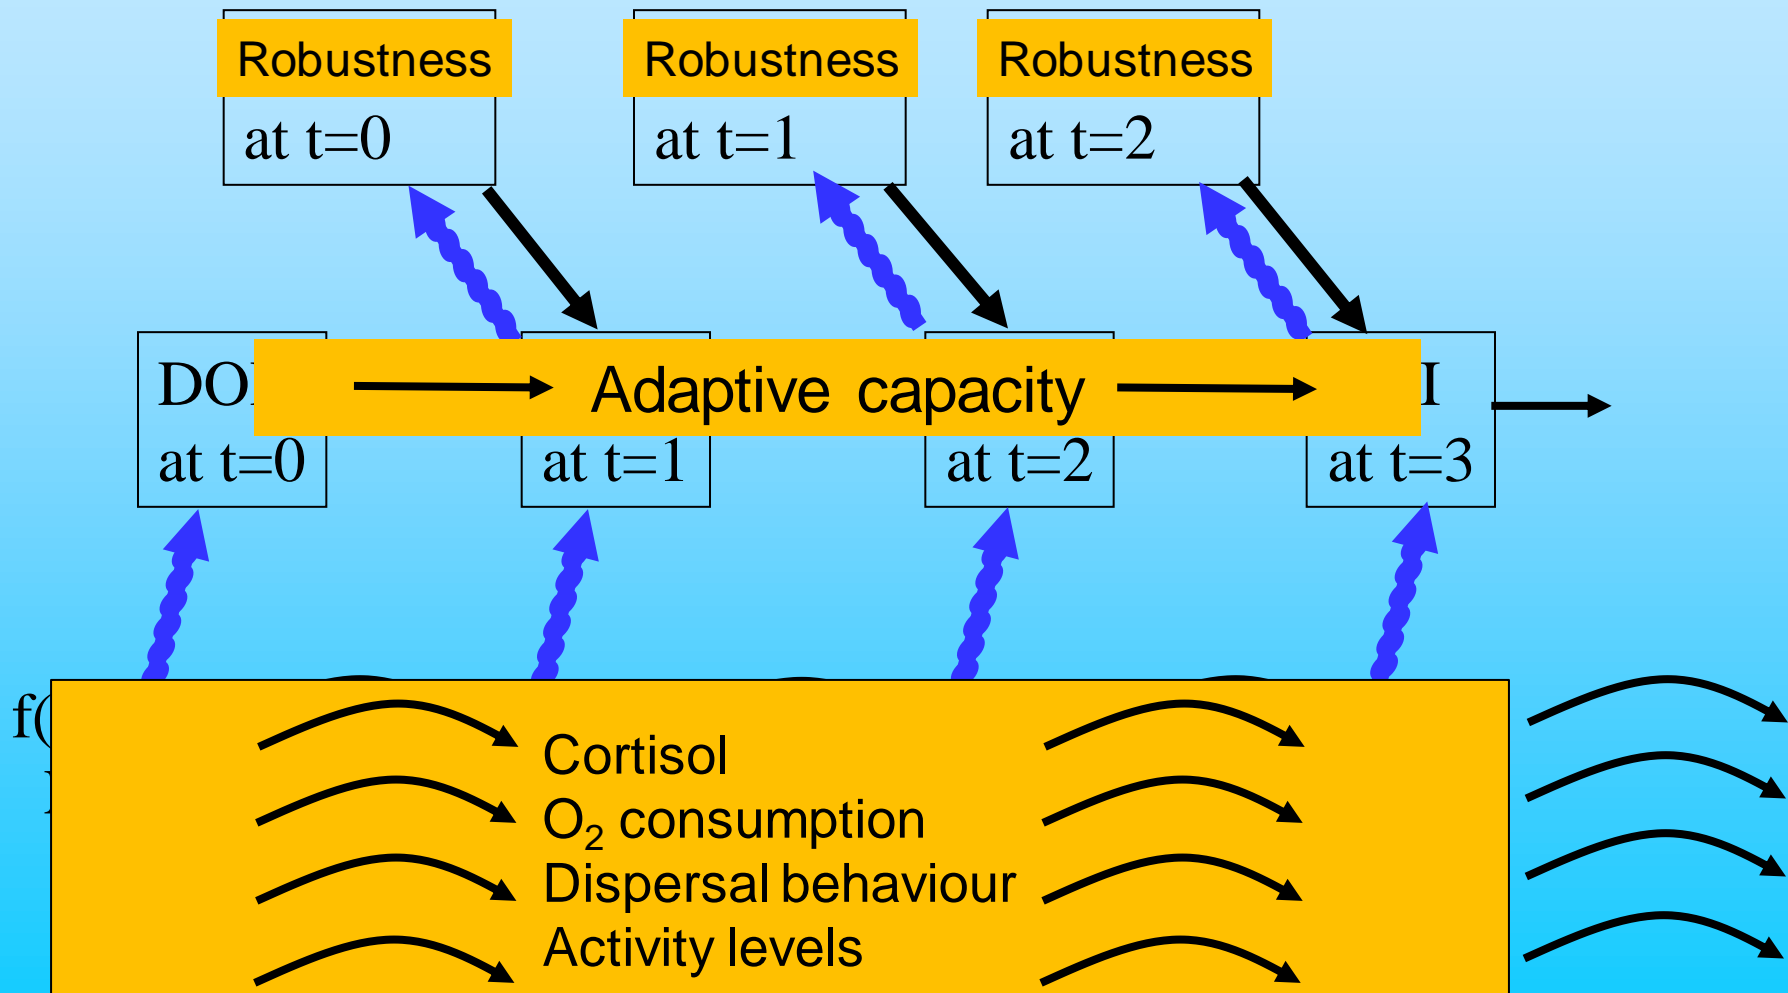 Robustness
Robustness
Robustness
at t=0
at t=1
at t=2
Adaptive capacity
at t=0
at t=1
at t=2
at t=3
Cortisol
O₂ consumption
Dispersal behaviour
Activity levels